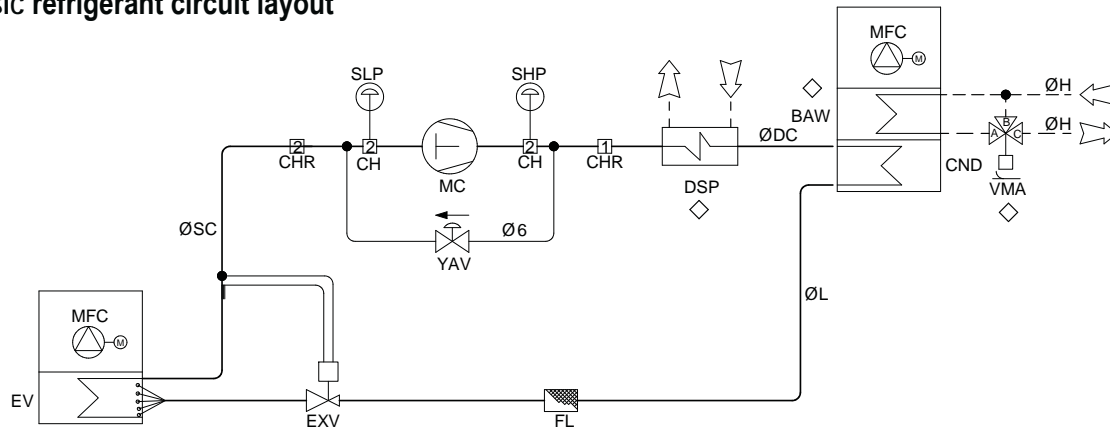 refrigerant circuit layout
MFC
M
SLP
SHP
BAW
ØH
B
A C
ØH
2
CHR
2
CH
MC
2
CH
1
CHR
ØDC
CND
VMA
DSP
ØSC
Ø6
YAV
ØL
MFC
M
EV
EXV
FL